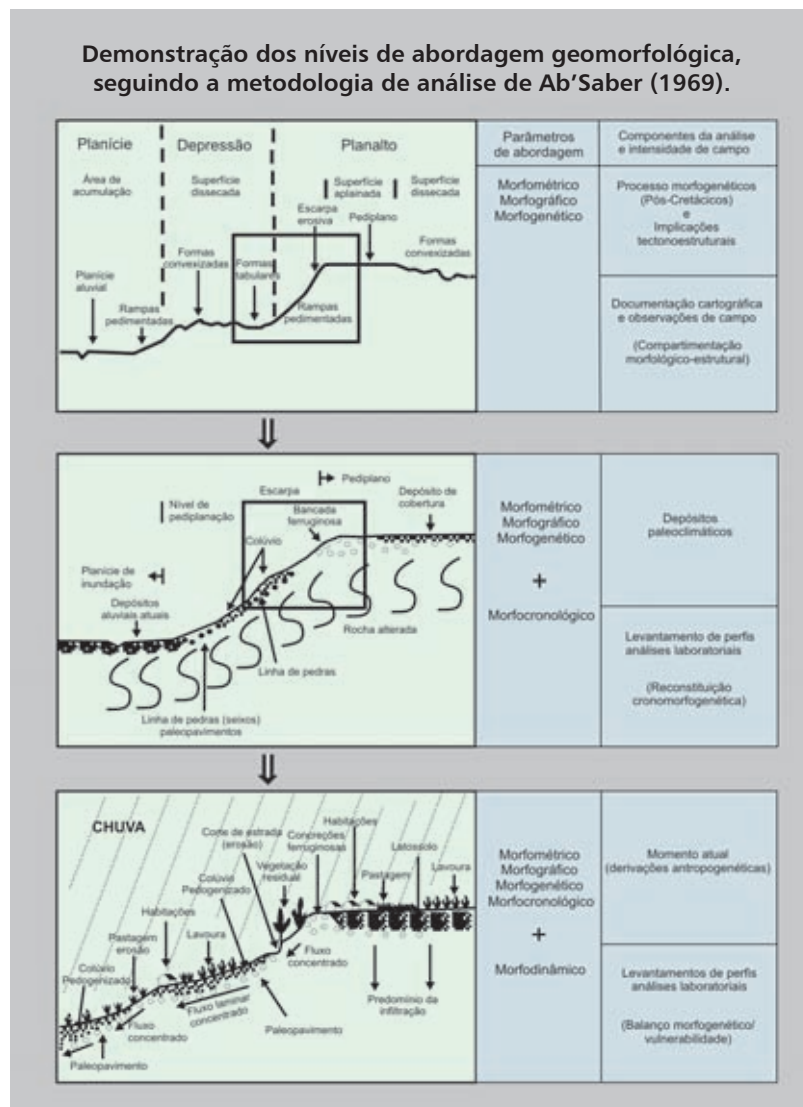 Demonstração dos níveis de abordagem geomorfológica,
seguindo a metodologia de análise de Ab'Saber (1969).
Planície
Depressão
Planalto
Área de
acumulação
Superfície
dissecada
Superfície
aplainada
Superfície
dissecada
Escarpa
erosiva
Pediplano
Formas
convexizadas
Formas
tabulares
Formas
convexizadas
Planície
aluvial
Rampas
pedimentadas
Rampas
pedimentadas
Parâmetros
de abordagem
Componentes da análise
e intensidade de campo
Morfométrico
Morfográfico
Morfogenético
Processo morfogenéticos
(Pós-Cretácicos)
e
Implicações
tectonoestruturais
Documentação cartográfica
e observações de campo
(Compartimentação
morfológico-estrutural)
Pediplano
Escarpa
Nível de
pediplanação
Bancada
ferruginosa
Depósito de
cobertura
Colúvio
Planície de
inundação
Depósitos
aluviais atuais
Rocha alterada
Linha de pedras
Linha de pedras (seixos)
paleopavimentos
Morfométrico
Morfográfico
Morfogenético
+
Morfocronológico
Depósitos
paleoclimáticos
Levantamento de perfis
análises laboratoriais
(Reconstituição
cronomorfogenética)
CHUVA
Corte de estrada
(erosão)
Habitações
Concreções
ferruginosas
Latossolo
Vegetação
residual
Pastagem
Lavoura
Colúvio
Pedogenizado
Habitações
Lavoura
Pastagem
erosão
Colúvio
Pedogenizado
Fluxo
concentrado
Fluxo laminar
concentrado
Fluxo
concentrado
Predomínio da
infiltração
Paleopavimento
Paleopavimento
Morfométrico
Morfográfico
Morfogenético
Morfocronológico
+
Morfodinâmico
Momento atual
(derivações antropogenéticas)
Levantamentos de perfis
análises laboratoriais
(Balanço morfogenético/
vulnerabilidade)